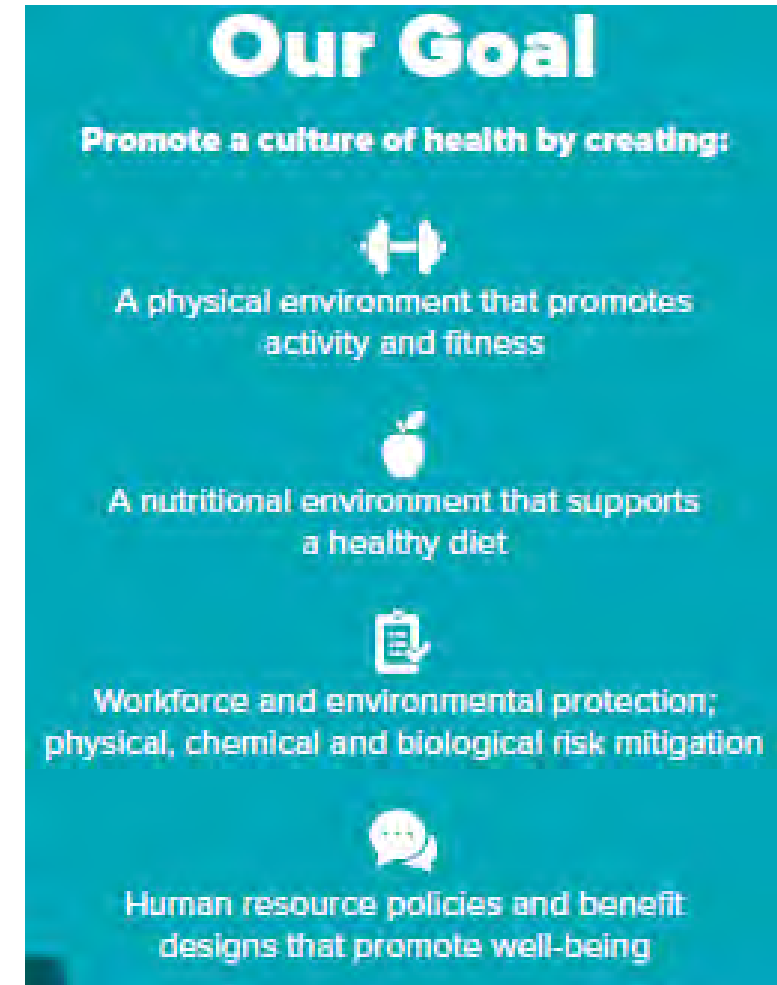 Our Goal
Promote a culture of health by creating:
A physical environment that promotes
activity and fitness
A nutritional environment that supports
a healthy diet
Workforce and environmental protection;
physical, chemical and biological risk mitigation
Human resource policies and benefit
designs that promote well-being